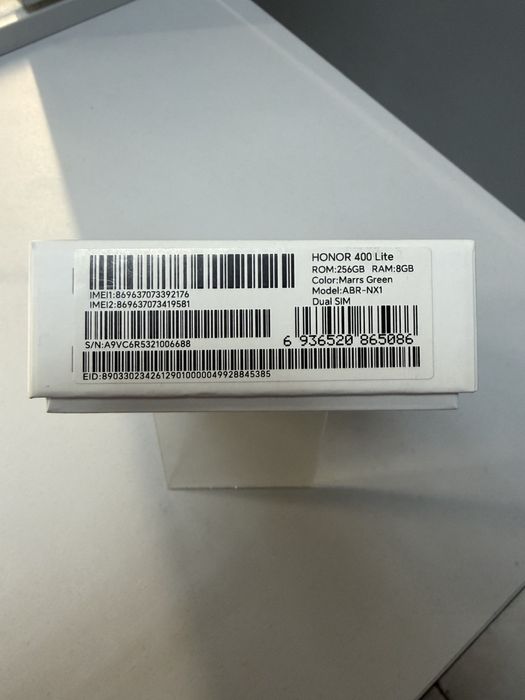 HONOR 400 Lite
ROM:256GB RAM:8GB
Color:Marrs Green
Model:ABR-NX1
Dual SIM
IMEI1:869637073392176
IMEI2:869637073419581
S/N:A9VC6R5321006688
6 936520 865086
EID:89033023426129010000049928845385